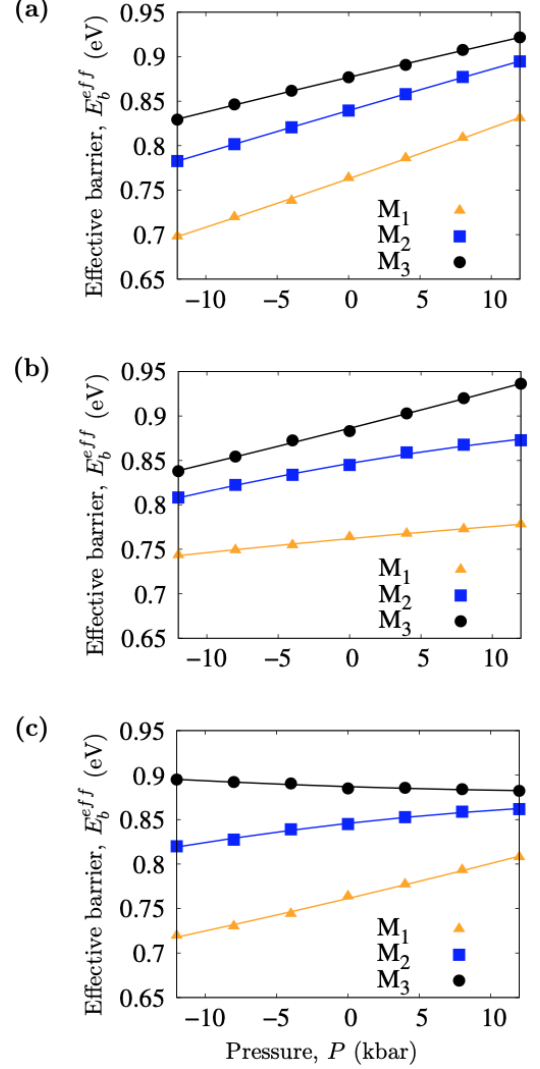 (a)
Effective barrier, E_b^{eff} (eV)
0.95
0.9
0.85
0.8
0.75
0.7
0.65
M₁
M₂
M₃
−10 −5 0 5 10
(b)
Effective barrier, E_b^{eff} (eV)
0.95
0.9
0.85
0.8
0.75
0.7
0.65
M₁
M₂
M₃
−10 −5 0 5 10
(c)
Effective barrier, E_b^{eff} (eV)
0.95
0.9
0.85
0.8
0.75
0.7
0.65
M₁
M₂
M₃
−10 −5 0 5 10
Pressure, P (kbar)